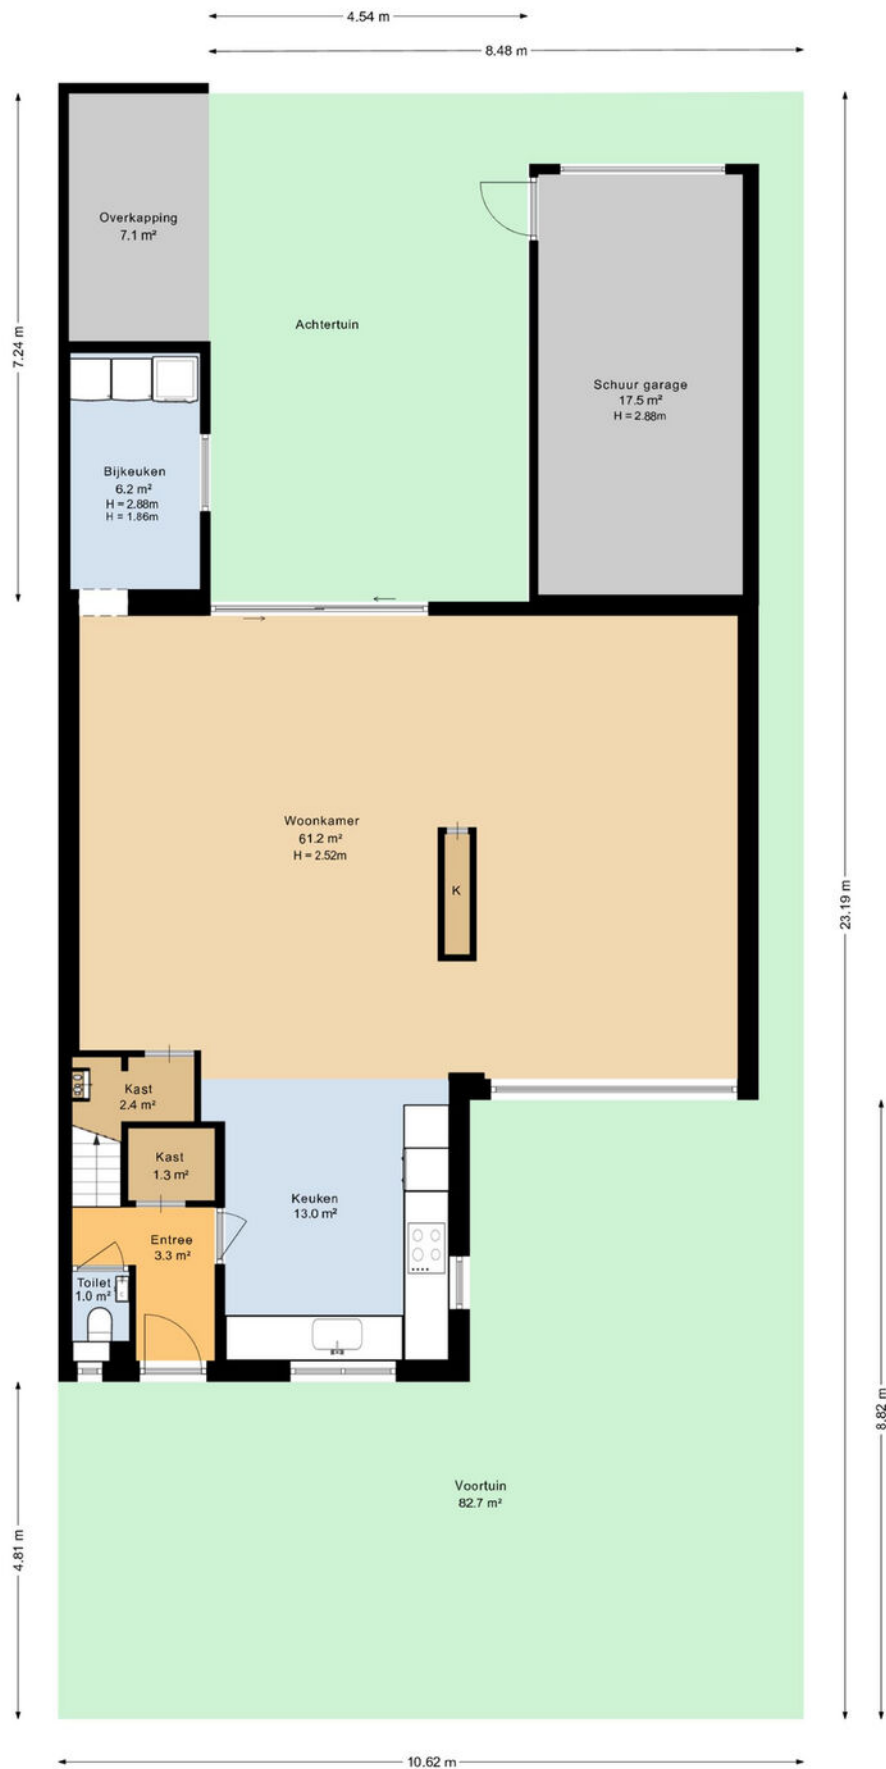 4.54 m
8.48 m
Overkapping
7.1 m²
Achtertuin
7.24 m
Schuur garage
17.5 m²
H = 2.88m
Bijkeuken
6.2 m²
H = 2.88m
H = 1.86m
Woonkamer
61.2 m²
H = 2.52m
K
23.19 m
Kast
2.4 m²
Kast
1.3 m²
Keuken
13.0 m²
Entree
3.3 m²
Toilet
1.0 m²
8.82 m
Voortuin
82.7 m²
4.81 m
10.62 m